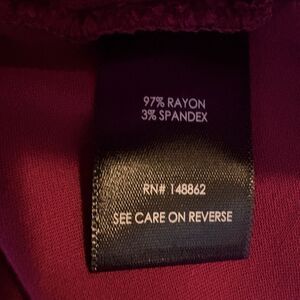 97% RAYON
3% SPANDEX
RN# 148862
SEE CARE ON REVERSE